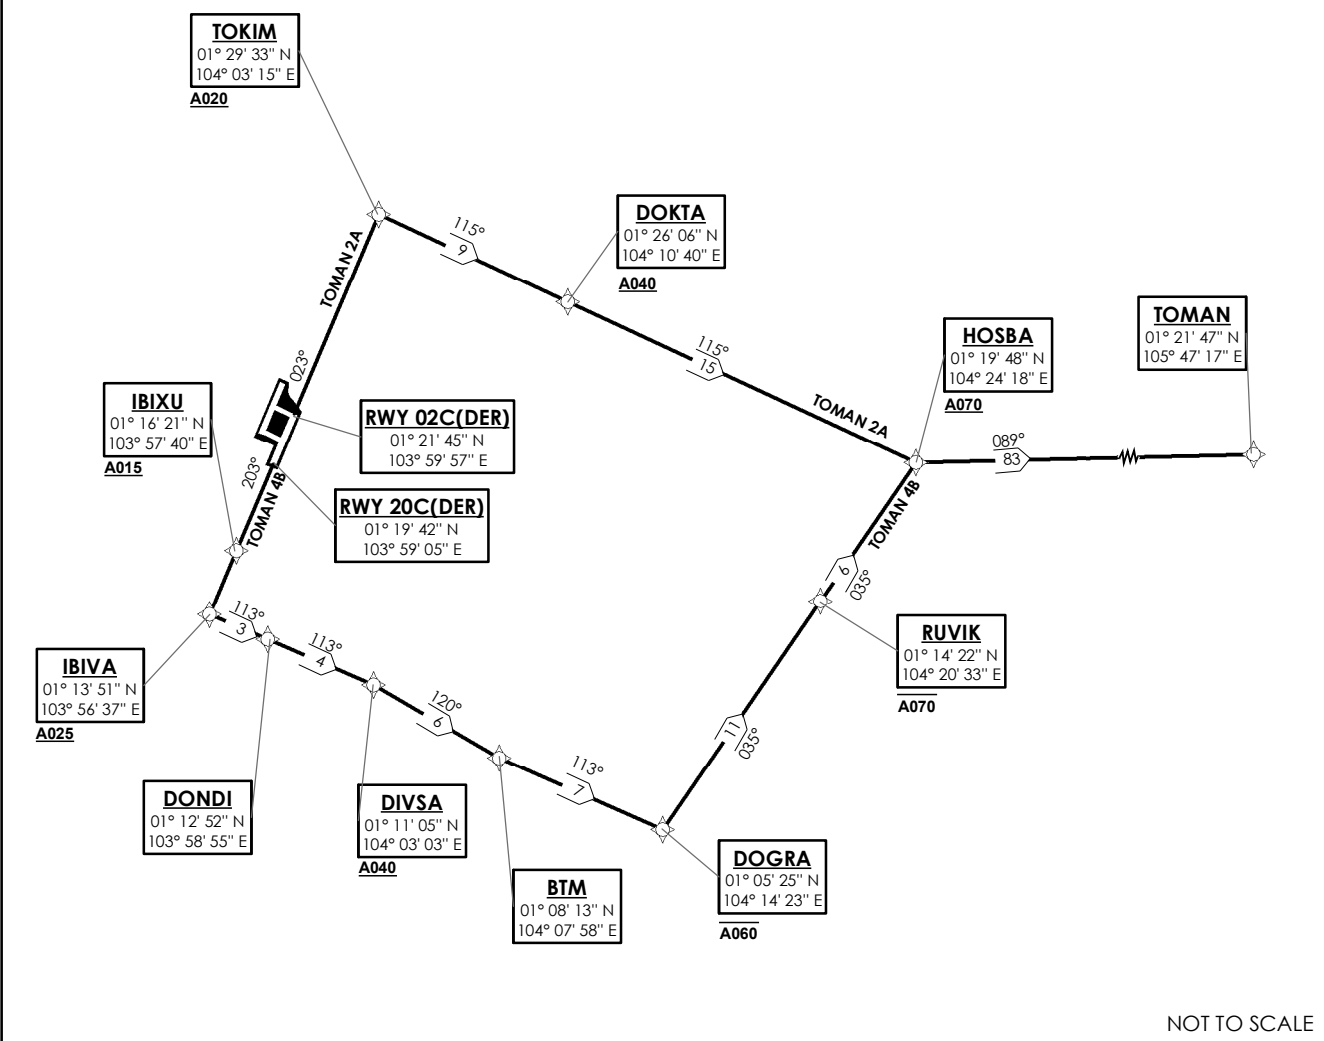 TOKIM
01° 29' 33" N
104° 03' 15" E
A020
TOMAN 2A
023°
115°
9
DOKTA
01° 26' 06" N
104° 10' 40" E
A040
115°
15
TOMAN 2A
HOSBA
01° 19' 48" N
104° 24' 18" E
A070
TOMAN
01° 21' 47" N
105° 47' 17" E
089°
83
IBIXU
01° 16' 21" N
103° 57' 40" E
A015
RWY 02C(DER)
01° 21' 45" N
103° 59' 57" E
RWY 20C(DER)
01° 19' 42" N
103° 59' 05" E
203°
TOMAN 4B
TOMAN 4B
6
035°
RUVIK
01° 14' 22" N
104° 20' 33" E
A070
IBIVA
01° 13' 51" N
103° 56' 37" E
A025
113°
3
113°
4
120°
6
113°
7
11
035°
DONDI
01° 12' 52" N
103° 58' 55" E
DIVSA
01° 11' 05" N
104° 03' 03" E
A040
BTM
01° 08' 13" N
104° 07' 58" E
DOGRA
01° 05' 25" N
104° 14' 23" E
A060
NOT TO SCALE